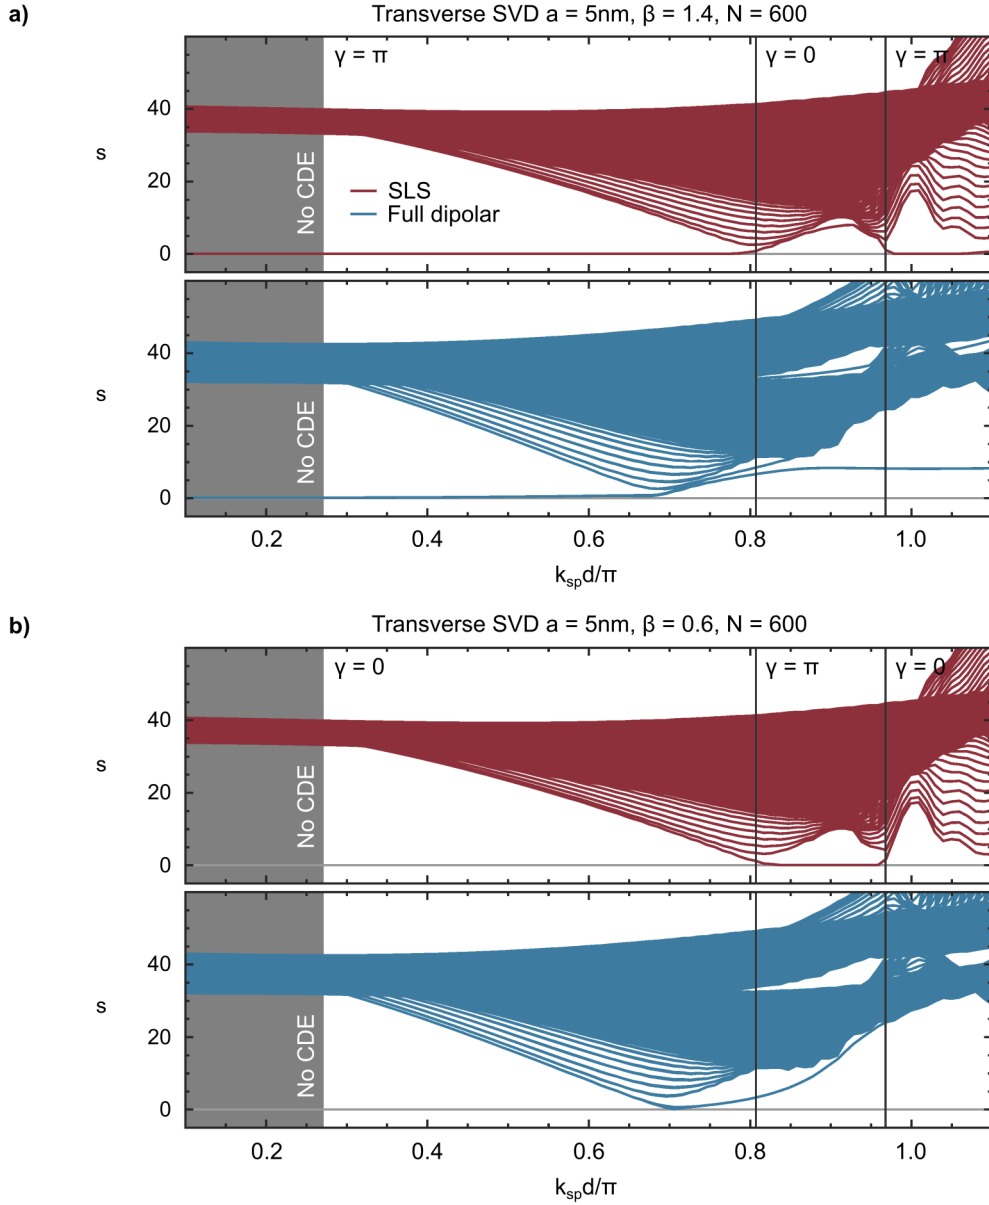 a)
Transverse SVD a = 5nm, β = 1.4, N = 600
γ = π
γ = 0
γ = π
40
20
0
s
No CDE
SLS
Full dipolar
40
20
0
s
No CDE
0.2 0.4 0.6 0.8 1.0
k_sp d/π
b)
Transverse SVD a = 5nm, β = 0.6, N = 600
γ = 0
γ = π
γ = 0
40
20
0
s
No CDE
40
20
0
s
No CDE
0.2 0.4 0.6 0.8 1.0
k_sp d/π